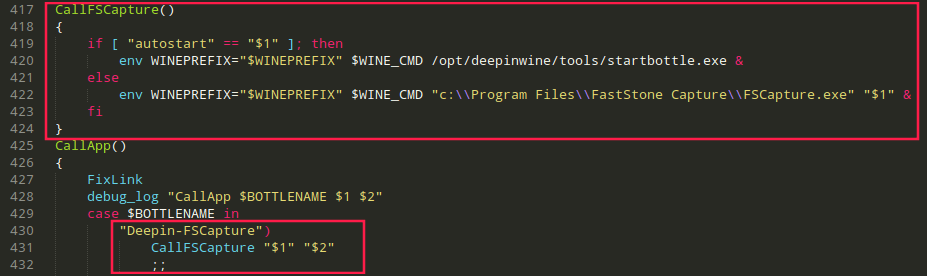 417 CallFSCapture()
418 {
419     if [ "autostart" == "$1" ]; then
420         env WINEPREFIX="$WINEPREFIX" $WINE_CMD /opt/deepinwine/tools/startbottle.exe &
421     else
422         env WINEPREFIX="$WINEPREFIX" $WINE_CMD "c:\\Program Files\\FastStone Capture\\FSCapture.exe" "$1" &
423     fi
424 }
425 CallApp()
426 {
427     FixLink
428     debug_log "CallApp $BOTTLENAME $1 $2"
429     case $BOTTLENAME in
430         "Deepin-FSCapture")
431             CallFSCapture "$1" "$2"
432             ;;